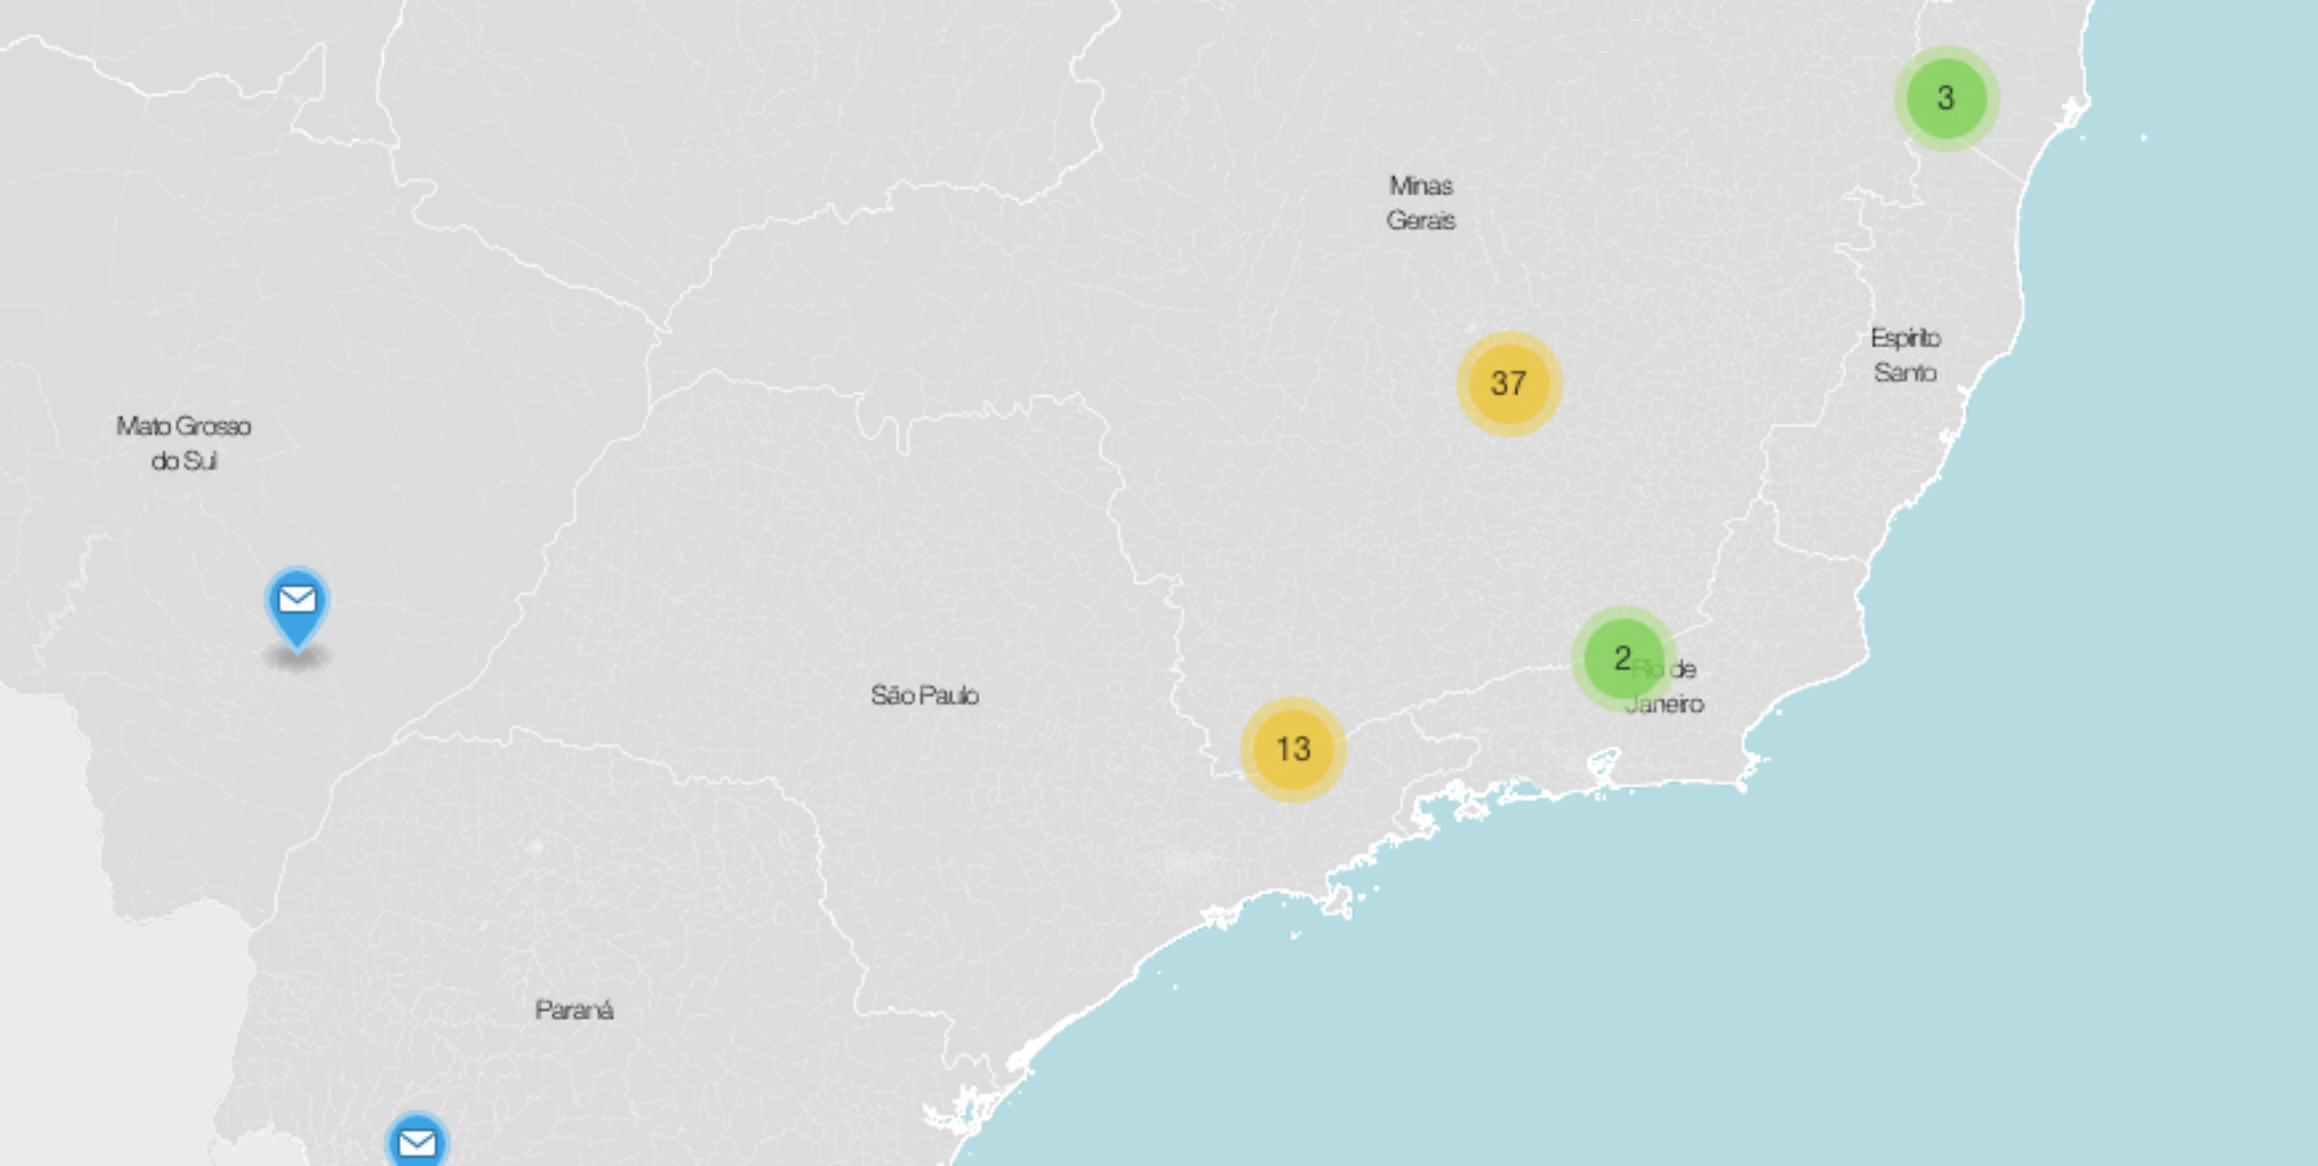 3
Minas
Gerais
Espírito
Santo
37
Mato Grosso
do Sul
2
Rio de
Janeiro
São Paulo
13
Paraná